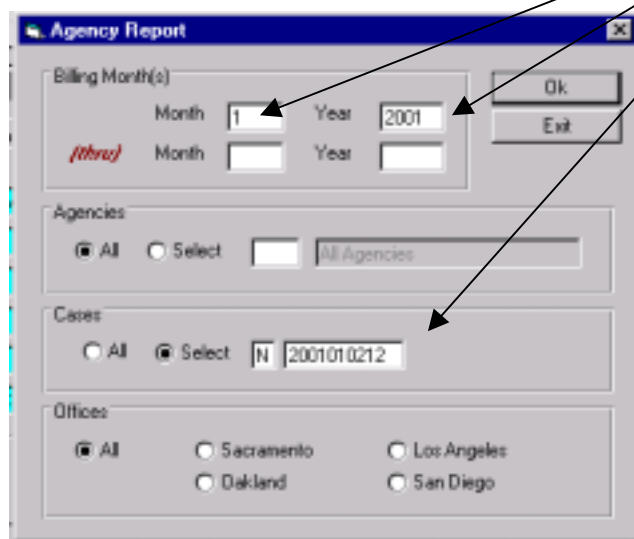 Agency Report
Billing Month(s)
Month 1 Year 2001
Ok
(thru) Month Year
Exit
Agencies
All Select All Agencies
Cases
All Select N 2001010212
Offices
All Sacramento Los Angeles
Oakland San Diego